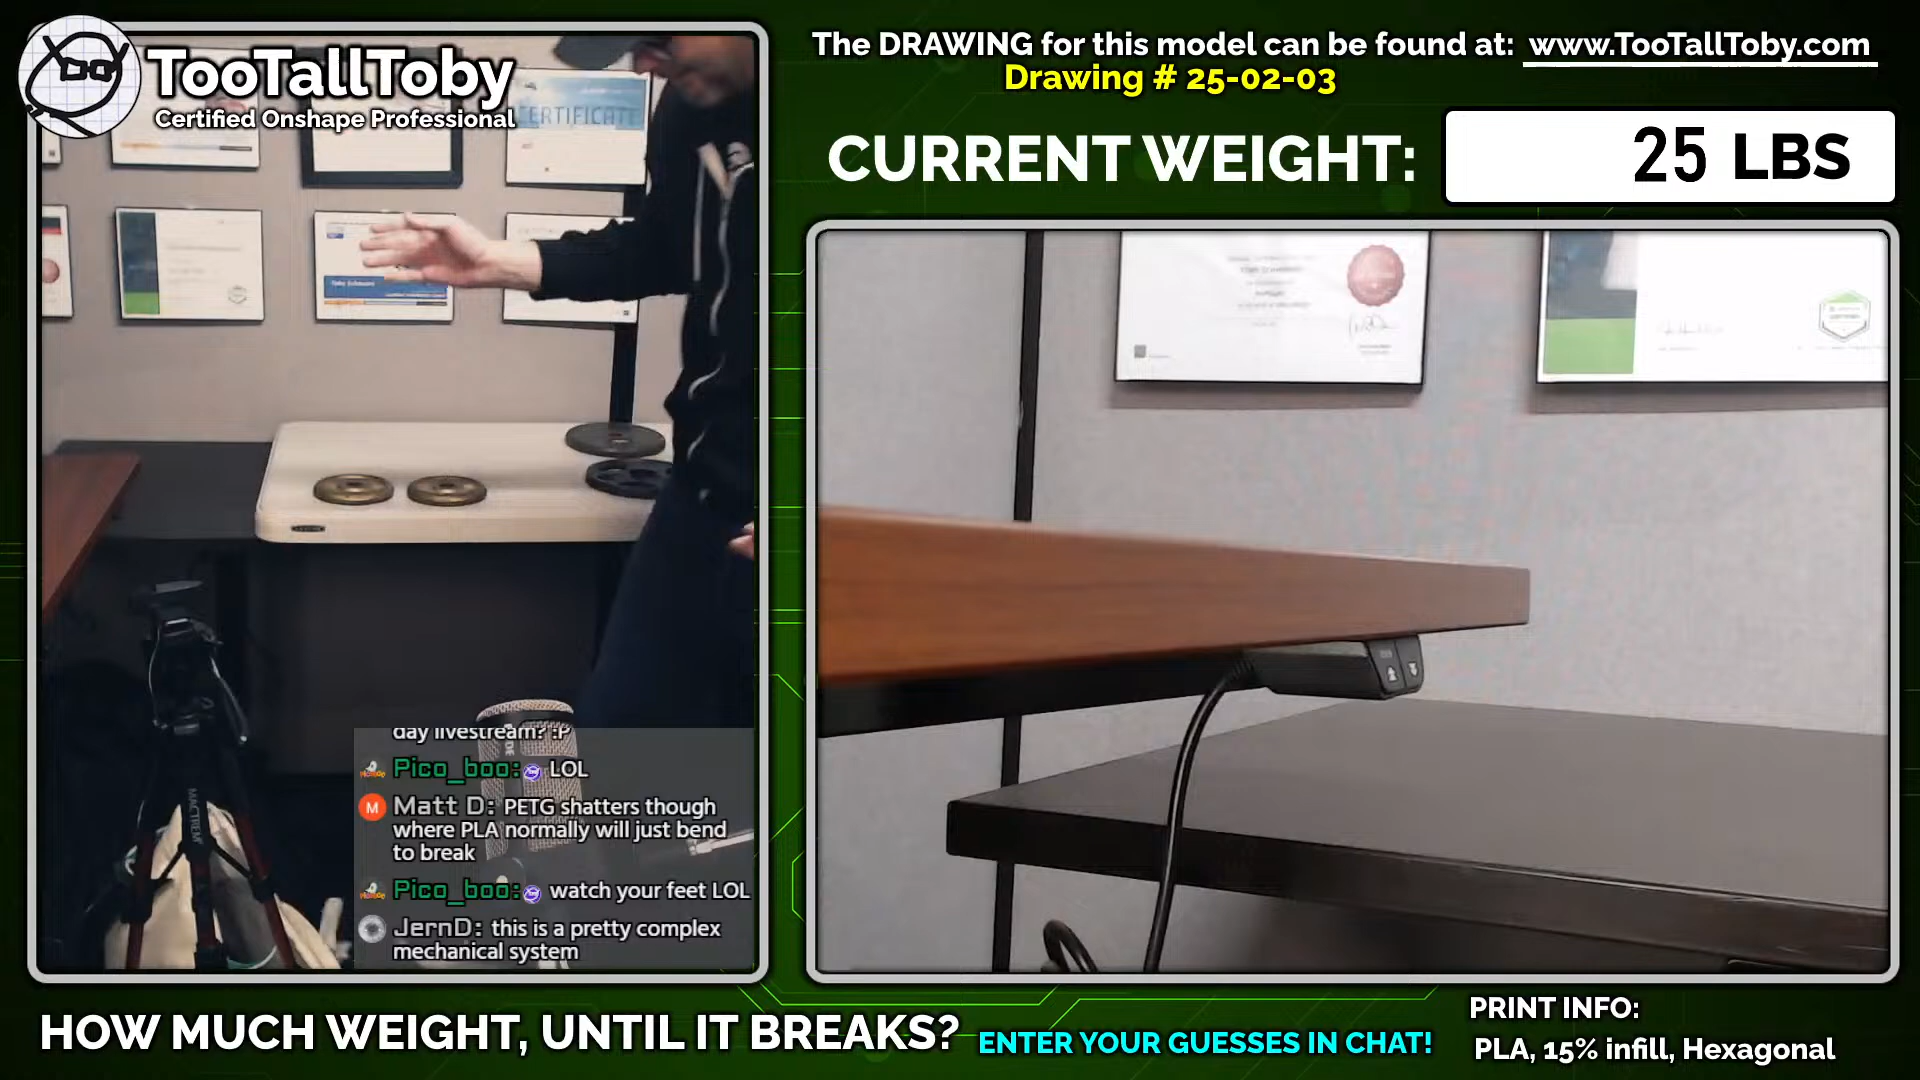 TooTallToby
Certified Onshape Professional
CERTIFICATE
The DRAWING for this model can be found at: www.TooTallToby.com
Drawing # 25-02-03
CURRENT WEIGHT: 25 LBS
day livestream? :P
Pico_boo: LOL
Matt D: PETG shatters though
where PLA normally will just bend
to break
Pico_boo: watch your feet LOL
JernD: this is a pretty complex
mechanical system
HOW MUCH WEIGHT, UNTIL IT BREAKS?
ENTER YOUR GUESSES IN CHAT!
PRINT INFO:
PLA, 15% infill, Hexagonal